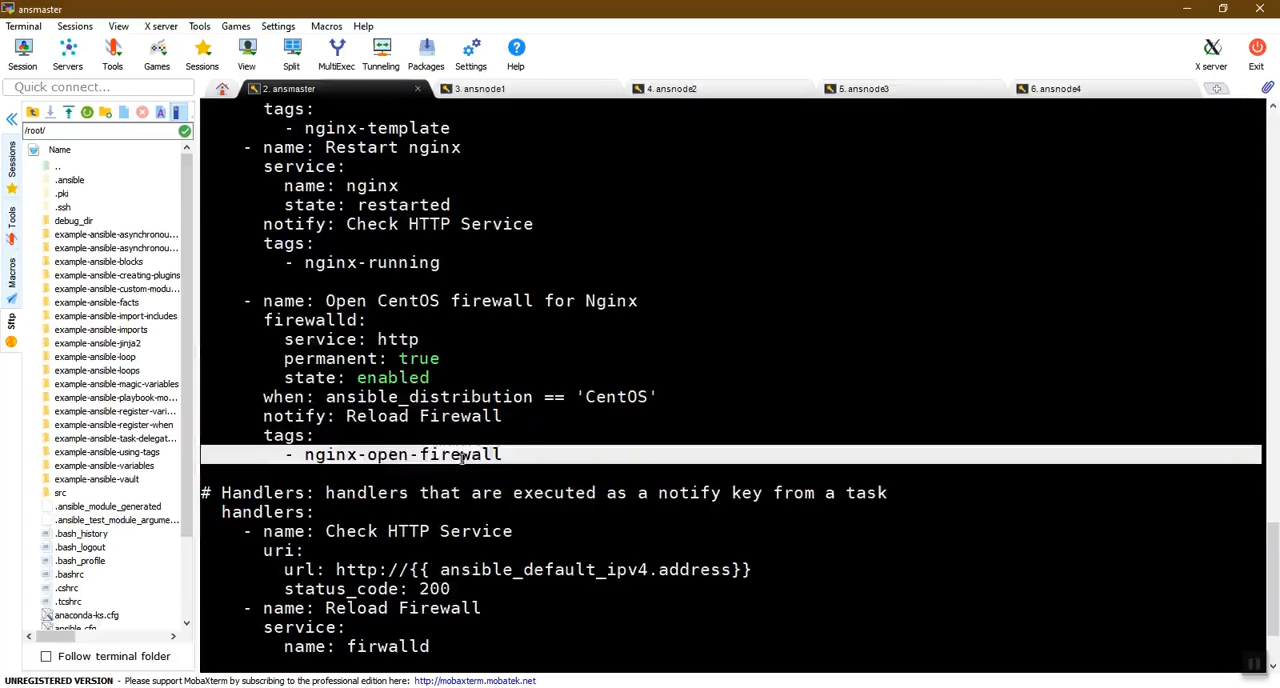 ansmaster
Terminal Sessions View X server Tools Games Settings Macros Help
Session Servers Tools Games Sessions View Split MultiExec Tunneling Packages Settings Help X server Exit
Quick connect...
2. ansmaster
3. ansnode1
4. ansnode2
5. ansnode3
6. ansnode4
/root/
Sessions
Tools
Macros
Sftp
Name
..
.ansible
.pki
.ssh
debug_dir
example-ansible-asynchronou...
example-ansible-asynchronou...
example-ansible-blocks
example-ansible-creating-plugins
example-ansible-custom-modu...
example-ansible-facts
example-ansible-import-includes
example-ansible-imports
example-ansible-jinja2
example-ansible-loop
example-ansible-loops
example-ansible-magic-variables
example-ansible-playbook-mo...
example-ansible-register-vari...
example-ansible-register-when
example-ansible-task-delegat...
example-ansible-using-tags
example-ansible-variables
example-ansible-vault
src
.ansible_module_generated
.ansible_test_module_argume...
.bash_history
.bash_logout
.bash_profile
.bashrc
.cshrc
.tcshrc
anaconda-ks.cfg
ansible.cfg
Follow terminal folder
tags:
- nginx-template
- name: Restart nginx
service:
name: nginx
state: restarted
notify: Check HTTP Service
tags:
- nginx-running
- name: Open CentOS firewall for Nginx
firewalld:
service: http
permanent: true
state: enabled
when: ansible_distribution == 'CentOS'
notify: Reload Firewall
tags:
- nginx-open-firewall
# Handlers: handlers that are executed as a notify key from a task
handlers:
- name: Check HTTP Service
uri:
url: http://{{ ansible_default_ipv4.address}}
status_code: 200
- name: Reload Firewall
service:
name: firwalld
UNREGISTERED VERSION - Please support MobaXterm by subscribing to the professional edition here: http://mobaxterm.mobatek.net